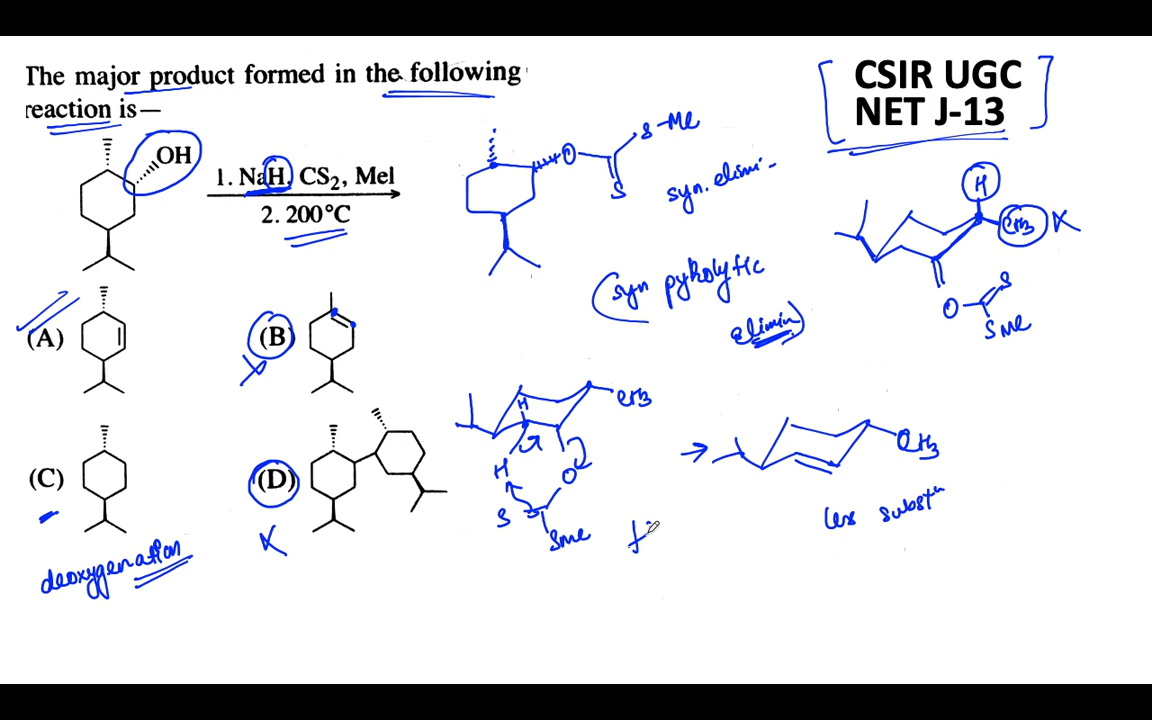 The major product formed in the following
reaction is—
CSIR UGC
NET J-13
OH
1. NaH, CS₂, MeI
2. 200°C
S-Me
O
S
syn. elimi-
H
CH3
X
(syn pyrolytic
elimin)
O
S
SMe
(A)
(B)
X
CH3
H
H
O
S
SMe
→
CH3
less subst
(C)
(D)
X
deoxygenation